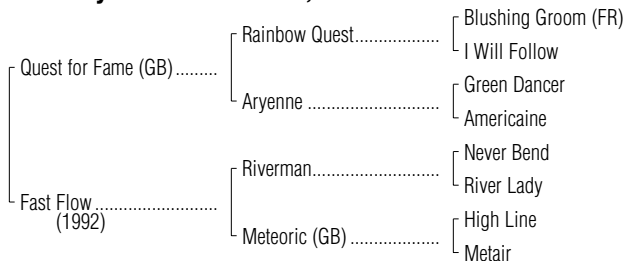 Blushing Groom (FR)
Rainbow Quest....................
I Will Follow
Quest for Fame (GB).........
Green Dancer
Aryenne ...............................
Americaine
Never Bend
Riverman..............................
River Lady
Fast Flow...........................
(1992)
High Line
Meteoric (GB).....................
Metair